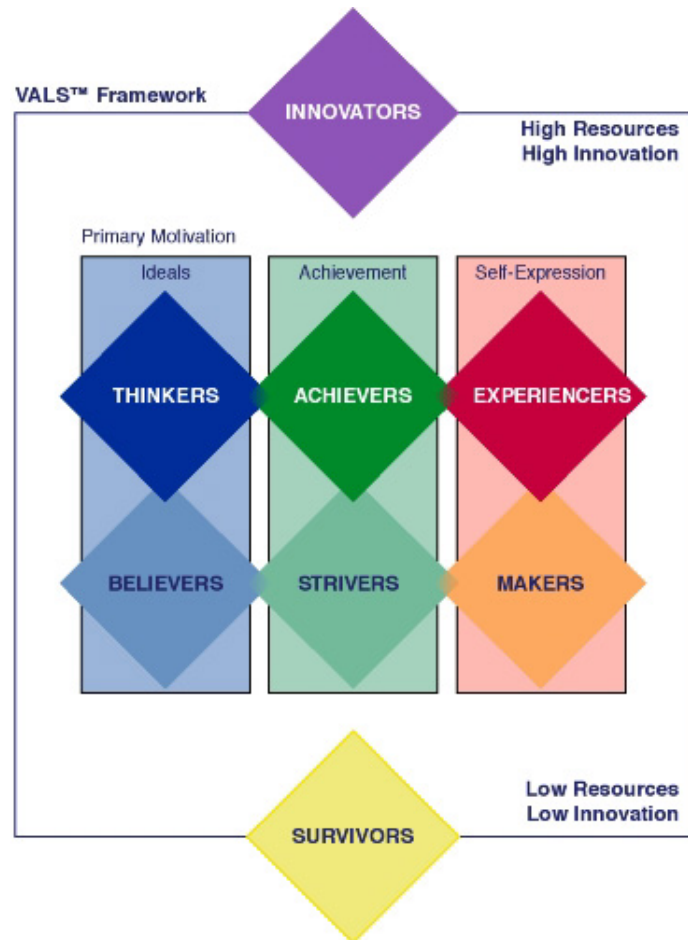 VALS™ Framework
INNOVATORS
High Resources
High Innovation
Primary Motivation
Ideals
Achievement
Self-Expression
THINKERS
ACHIEVERS
EXPERIENCERS
BELIEVERS
STRIVERS
MAKERS
Low Resources
Low Innovation
SURVIVORS